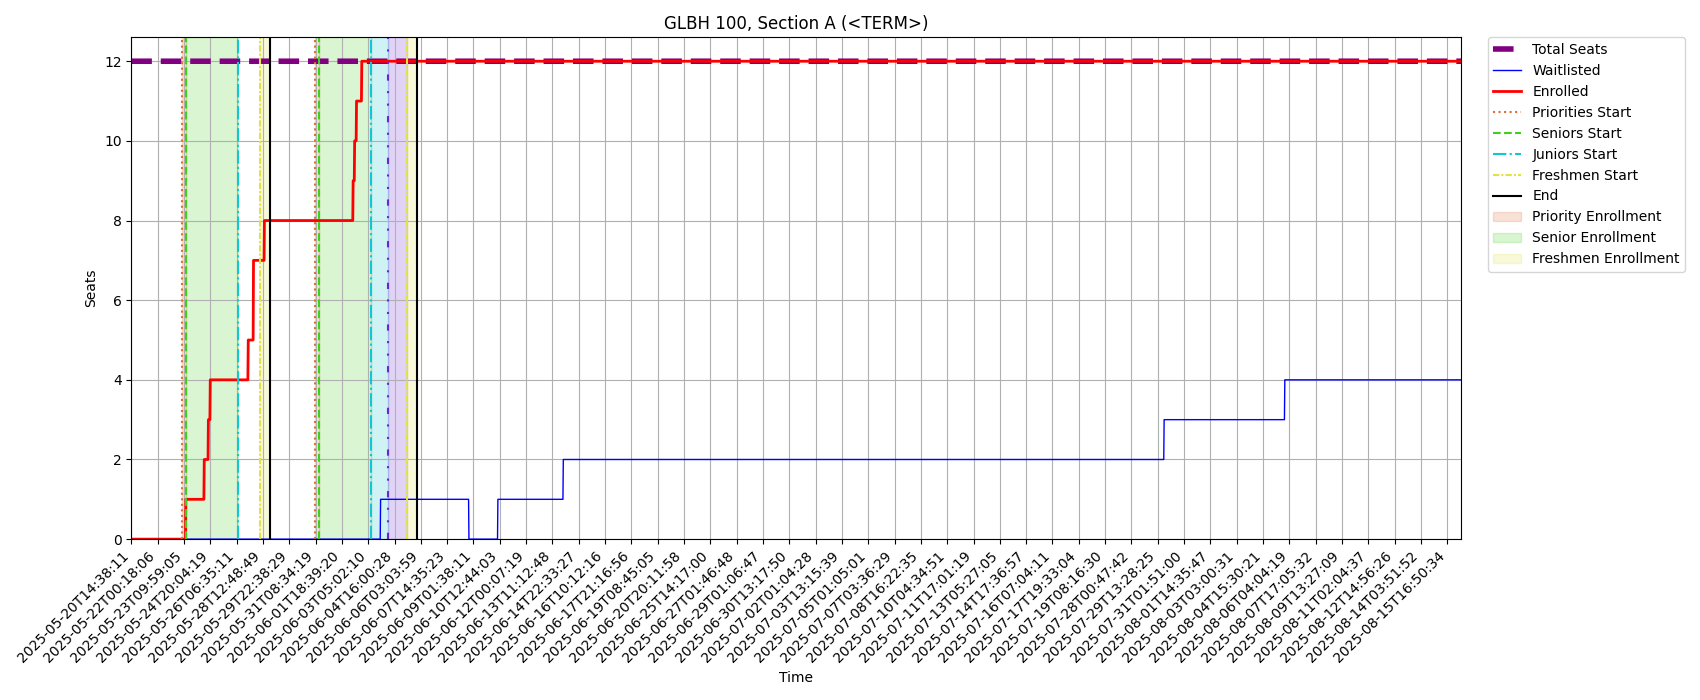 GLBH 100, Section A (<TERM>)
Total Seats
Waitlisted
Enrolled
Priorities Start
Seniors Start
Juniors Start
Freshmen Start
End
Priority Enrollment
Senior Enrollment
Freshmen Enrollment
Seats
12
10
8
6
4
2
0
2025-05-20T14:38:11
2025-05-22T00:18:06
2025-05-23T09:59:05
2025-05-24T20:04:19
2025-05-26T06:35:11
2025-05-28T12:48:49
2025-05-29T22:38:29
2025-05-31T08:34:19
2025-06-01T18:39:20
2025-06-03T05:02:10
2025-06-04T16:00:28
2025-06-06T03:03:59
2025-06-07T14:35:23
2025-06-09T01:38:11
2025-06-10T12:44:03
2025-06-12T00:07:19
2025-06-13T11:12:48
2025-06-14T22:33:27
2025-06-16T10:12:16
2025-06-17T21:16:56
2025-06-19T08:45:05
2025-06-20T20:11:58
2025-06-25T14:17:00
2025-06-27T01:46:48
2025-06-29T01:06:47
2025-06-30T13:17:50
2025-07-02T01:04:28
2025-07-03T13:15:39
2025-07-05T01:05:01
2025-07-07T03:36:29
2025-07-08T16:22:35
2025-07-10T04:34:51
2025-07-11T17:01:19
2025-07-13T05:27:05
2025-07-14T17:36:57
2025-07-16T07:04:11
2025-07-17T19:33:04
2025-07-19T08:16:30
2025-07-28T00:47:42
2025-07-29T13:28:25
2025-07-31T01:51:00
2025-08-01T14:35:47
2025-08-03T03:00:31
2025-08-04T15:30:21
2025-08-06T04:04:19
2025-08-07T17:05:32
2025-08-09T13:27:09
2025-08-11T02:04:37
2025-08-12T14:56:26
2025-08-14T03:51:52
2025-08-15T16:50:34
Time